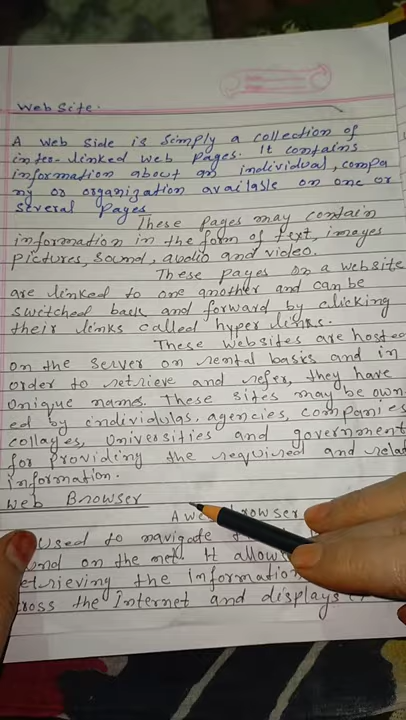 Web Site.
A Web Side is Simply a collection of
inter-linked web pages. It contains
information about an individual, compa
ny or organization available on one or
several pages
These pages may contain
information in the form of text, images
pictures, sound, audio and video.
These pages on a website
are linked to one another and can be
switched back and forward by clicking
their links called hyper links.
These websites are hosted
on the server on rental basis and in
order to retrieve and refer, they have
Unique names. These sites may be own
ed by individulas, agencies, companies
collages, Universities and government
for providing the required and relat
information.
Web Browser
A web browser
used to navigate
and on the net. It allow
etrieving the information
cross the Internet and displays